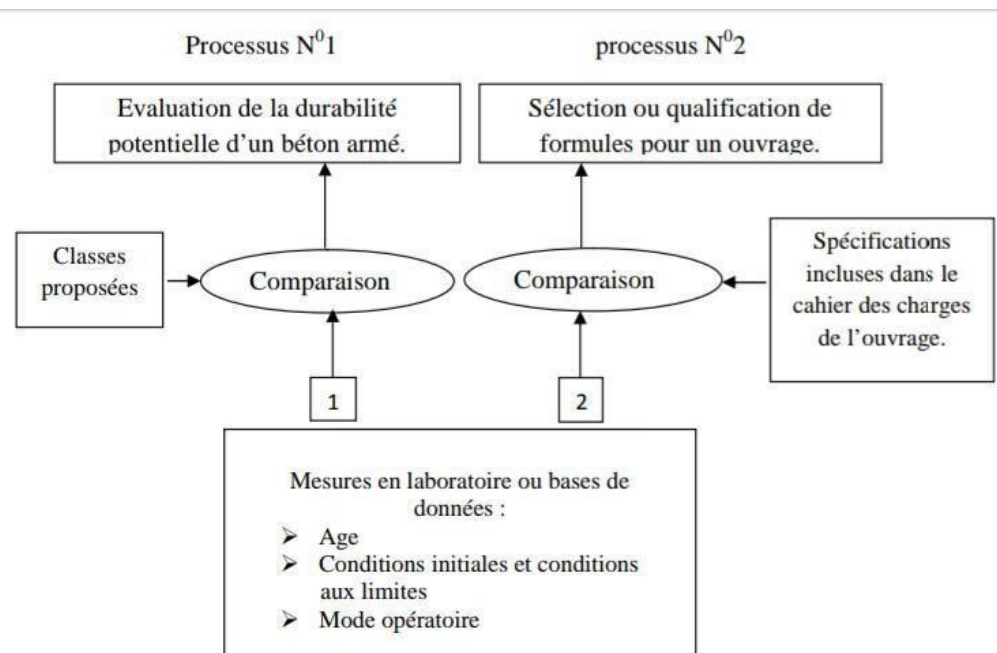 Processus N⁰1
processus N⁰2
Evaluation de la durabilité
potentielle d’un béton armé.
Sélection ou qualification de
formules pour un ouvrage.
Classes
proposées
Comparaison
Comparaison
Spécifications
incluses dans le
cahier des charges
de l’ouvrage.
1
2
Mesures en laboratoire ou bases de
données :
➢ Age
➢ Conditions initiales et conditions
aux limites
➢ Mode opératoire